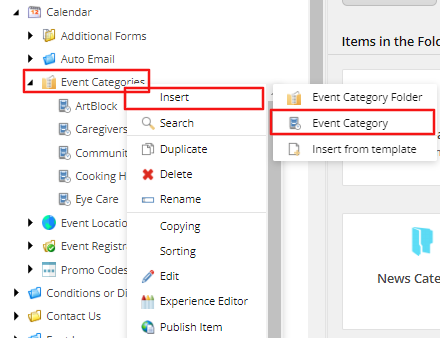 Calendar
Additional Forms
Auto Email
Event Categories
ArtBlock
Caregivers
Communit
Cooking H
Eye Care
Event Locatio
Event Registr
Promo Codes
Conditions or Di
Contact Us
Insert
Search
Duplicate
Delete
Rename
Copying
Sorting
Edit
Experience Editor
Publish Item
Event Category Folder
Event Category
Insert from template
Items in the Fol
News Cate